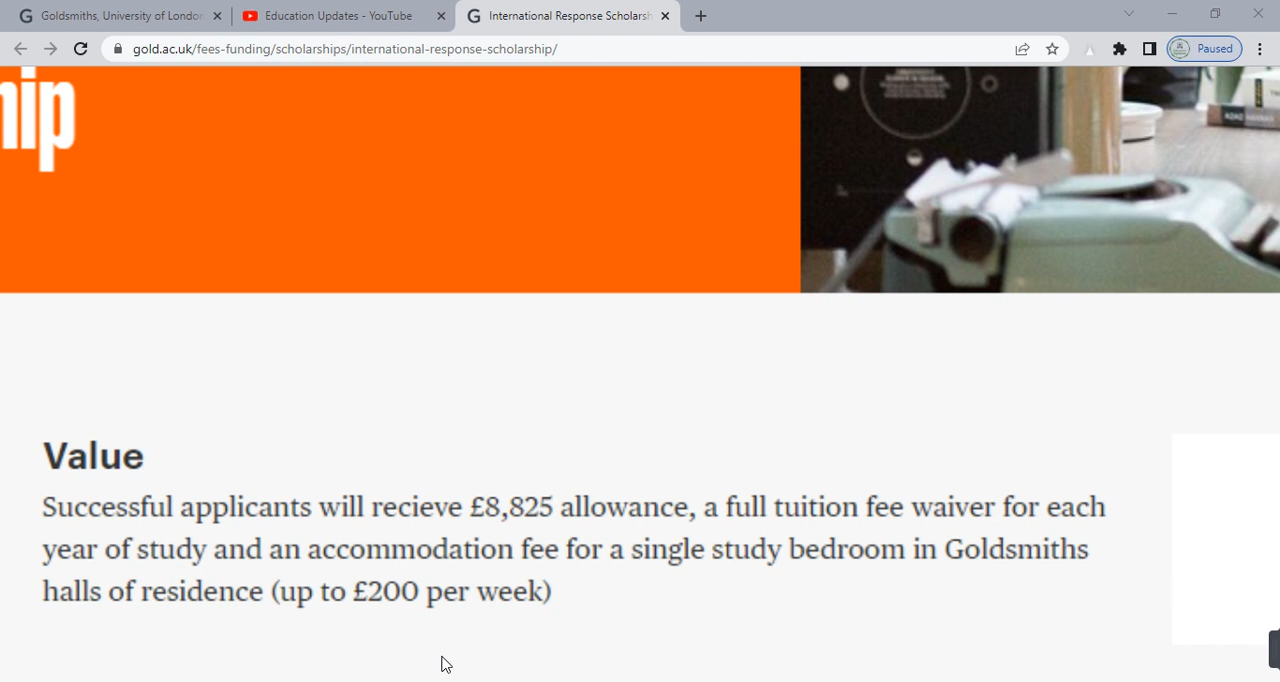 Goldsmiths, University of Londor
Education Updates - YouTube
International Response Scholarsh
gold.ac.uk/fees-funding/scholarships/international-response-scholarship/
Paused
hip
Value
Successful applicants will recieve £8,825 allowance, a full tuition fee waiver for each
year of study and an accommodation fee for a single study bedroom in Goldsmiths
halls of residence (up to £200 per week)